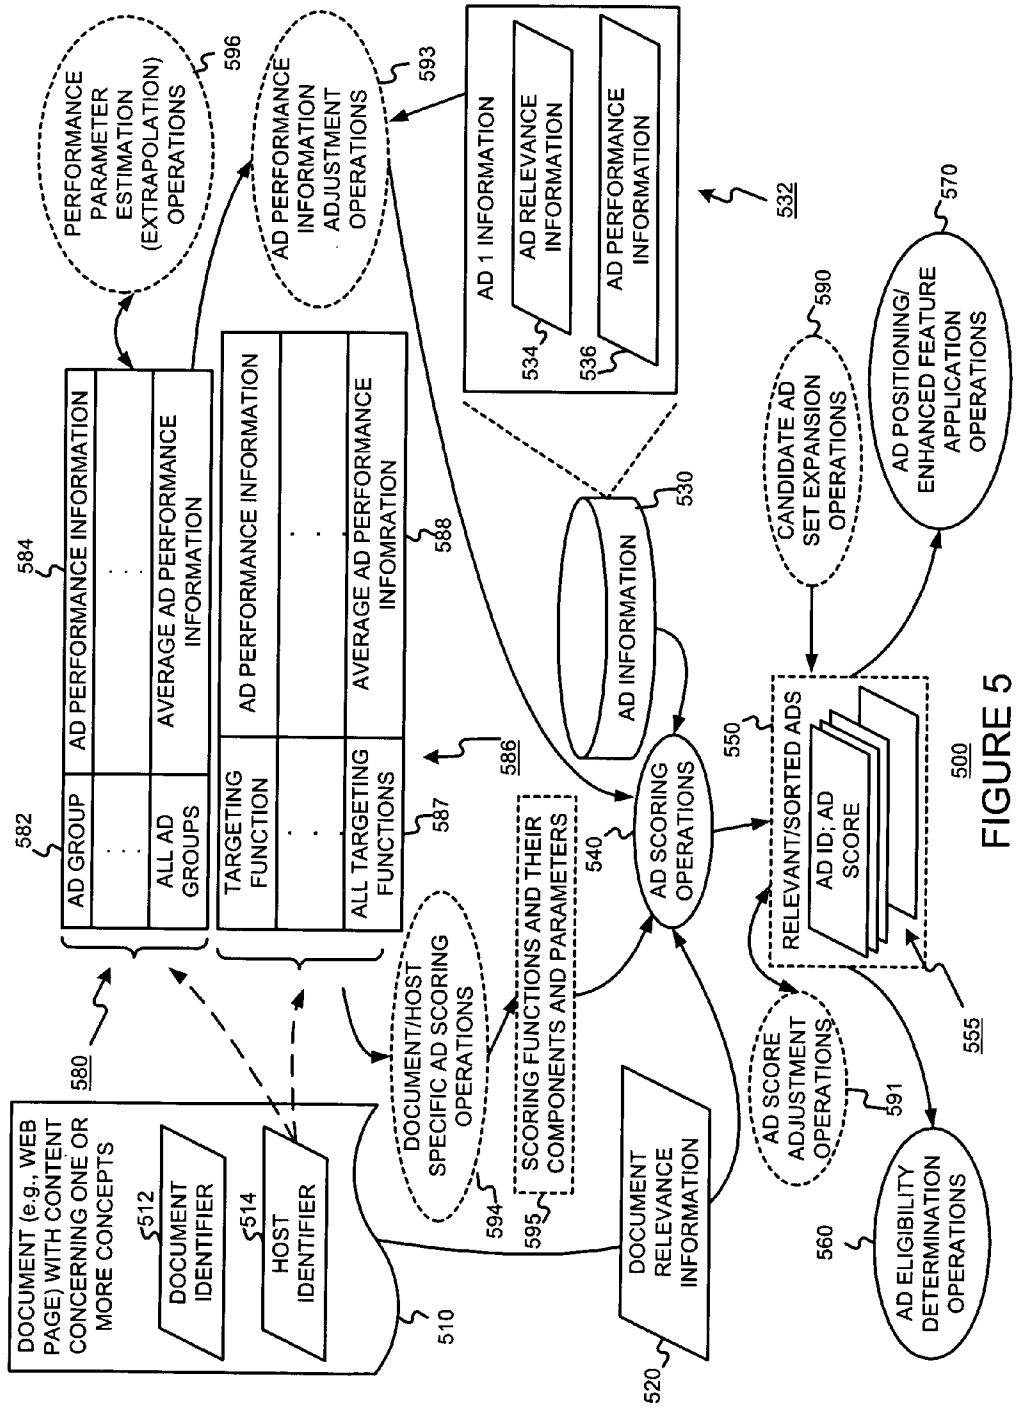 DOCUMENT (e.g., WEB
PAGE) WITH CONTENT
CONCERNING ONE OR
MORE CONCEPTS
512
DOCUMENT
IDENTIFIER
514
HOST
IDENTIFIER
510
580
582
584
AD GROUP
AD PERFORMANCE INFORMATION
. . .
. . .
ALL AD
GROUPS
AVERAGE AD PERFORMANCE
INFORMATION
TARGETING
FUNCTION
AD PERFORMANCE INFORMATION
. . .
. . .
ALL TARGETING
FUNCTIONS
AVERAGE AD PERFORMANCE
INFOMRATION
587
586
588
PERFORMANCE
PARAMETER
ESTIMATION
(EXTRAPOLATION)
OPERATIONS
596
AD PERFORMANCE
INFORMATION
ADJUSTMENT
OPERATIONS
593
DOCUMENT/HOST
SPECIFIC AD SCORING
OPERATIONS
594
SCORING FUNCTIONS AND THEIR
COMPONENTS AND PARAMETERS
595
AD 1 INFORMATION
AD RELEVANCE
INFORMATION
534
AD PERFORMANCE
INFORMATION
536
532
AD INFORMATION
530
540
AD SCORING
OPERATIONS
DOCUMENT
RELEVANCE
INFORMATION
520
550
RELEVANT/SORTED ADS
AD ID; AD
SCORE
555
CANDIDATE AD
SET EXPANSION
OPERATIONS
590
AD SCORE
ADJUSTMENT
OPERATIONS
591
560
AD ELIGIBILITY
DETERMINATION
OPERATIONS
570
AD POSITIONING/
ENHANCED FEATURE
APPLICATION
OPERATIONS
500
FIGURE 5